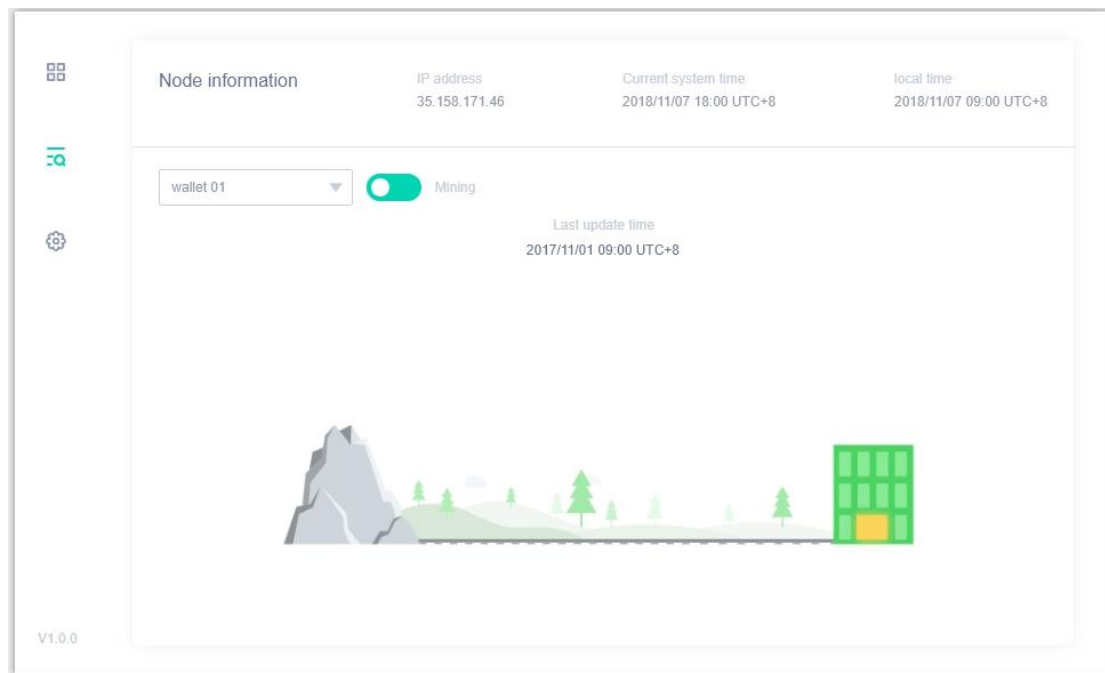 Node information
IP address
35.158.171.46
Current system time
2018/11/07 18:00 UTC+8
local time
2018/11/07 09:00 UTC+8
wallet 01
Mining
Last update time
2017/11/01 09:00 UTC+8
V1.0.0